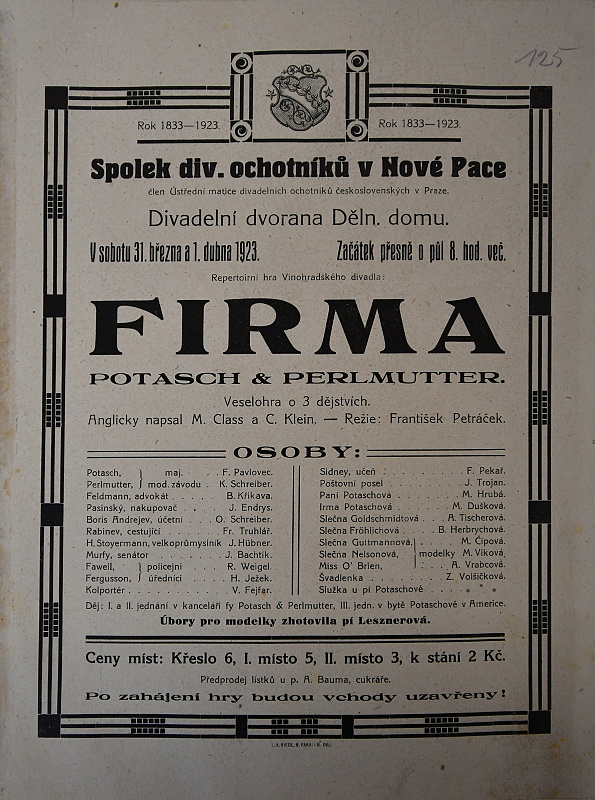 125
Rok 1833—1923. Rok 1833—1923.
Spolek div. ochotníků v Nové Pace
člen Ústřední matice divadelních ochotníků československých v Praze.
Divadelní dvorana Děln. domu.
V sobotu 31. března a 1. dubna 1923. Začátek přesně o půl 8. hod. več.
Repertoirní hra Vinohradského divadla:
FIRMA
POTASCH & PERLMUTTER.
Veselohra o 3 dějstvích.
Anglicky napsal M. Class a C. Klein. — Režie: František Petráček.
OSOBY:
Potasch, } maj. . . F. Pavlovec.
Perlmutter, } mod. závodu . K. Schreiber.
Feldmann, advokát . . . B. Křikava.
Pasinský, nakupovač . . J. Endrys.
Boris Andrejev, účetní . . O. Schreiber.
Rabinev, cestující . . . Fr. Truhlář.
H. Stoyermann, velkoprůmyslník J. Hübner.
Murfy, senátor . . . J. Bachtík.
Fawell, } policejní . . R. Weigel.
Fergusson, } úředníci . . H. Ježek.
Kolportér . . . V. Fejfar.
Sidney, učeň . . . F. Pekař.
Poštovní posel . . . J. Trojan.
Paní Potaschová . . . M. Hrubá.
Irma Potaschová . . . M. Dušková.
Slečna Goldschmidtová . . . A. Tischerová.
Slečna Fröhlichová . . B. Herbrychová.
Slečna Guttmannová, } M. Čipová.
Slečna Nelsonová, } modelky M. Viková.
Miss O' Brien, } . . A. Vrabcová.
Švadlenka . . . Z. Volšičková.
Služka u pí Potaschové . . . * * *
Děj: I. a II. jednání v kanceláři fy Potasch & Perlmutter, III. jedn. v bytě Potaschově v Americe.
Úbory pro modelky zhotovila pí Lesznerová.
Ceny míst: Křeslo 6, I. místo 5, II. místo 3, k stání 2 Kč.
Předprodej lístků u p. A. Bauma, cukráře.
Po zahájení hry budou vchody uzavřeny!